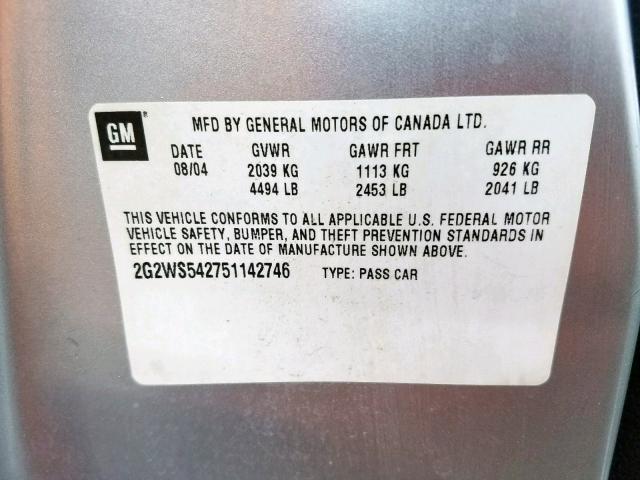 GM
MFD BY GENERAL MOTORS OF CANADA LTD.
DATE GVWR GAWR FRT GAWR RR
08/04 2039 KG 1113 KG 926 KG
4494 LB 2453 LB 2041 LB
THIS VEHICLE CONFORMS TO ALL APPLICABLE U.S. FEDERAL MOTOR
VEHICLE SAFETY, BUMPER, AND THEFT PREVENTION STANDARDS IN
EFFECT ON THE DATE OF MANUFACTURE SHOWN ABOVE.
2G2WS542751142746 TYPE: PASS CAR